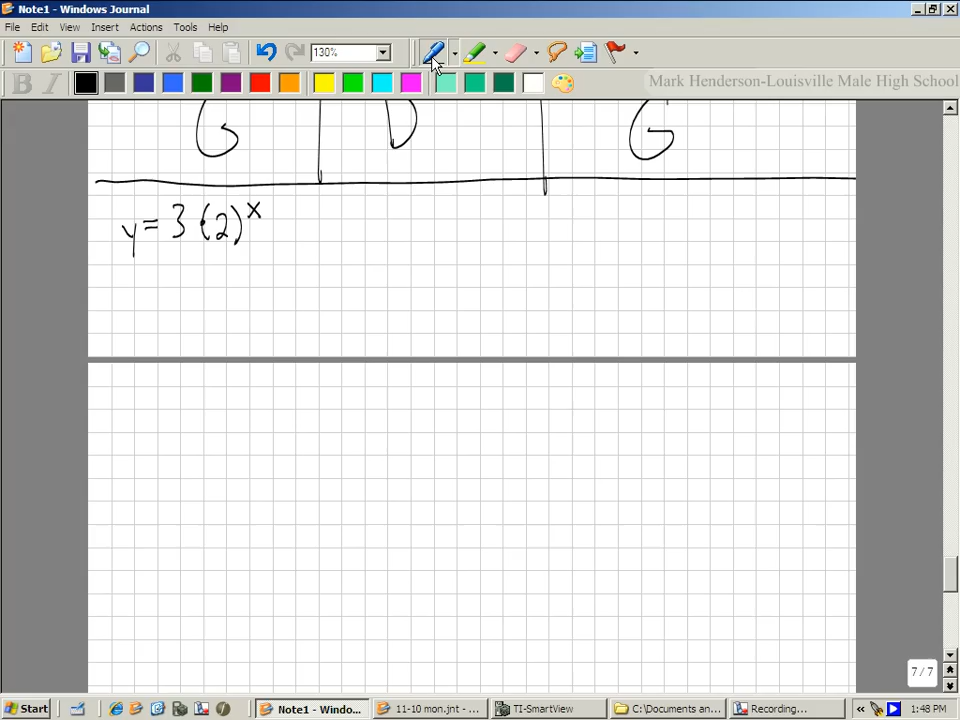 Note1 - Windows Journal
File Edit View Insert Actions Tools Help
130%
B I
Mark Henderson-Louisville Male High School
G D G
y = 3 · (2)^x
7 / 7
Start Note1 - Windo... 11-10 mon.jnt - ... TI-SmartView C:\Documents an... Recording... « 1:48 PM